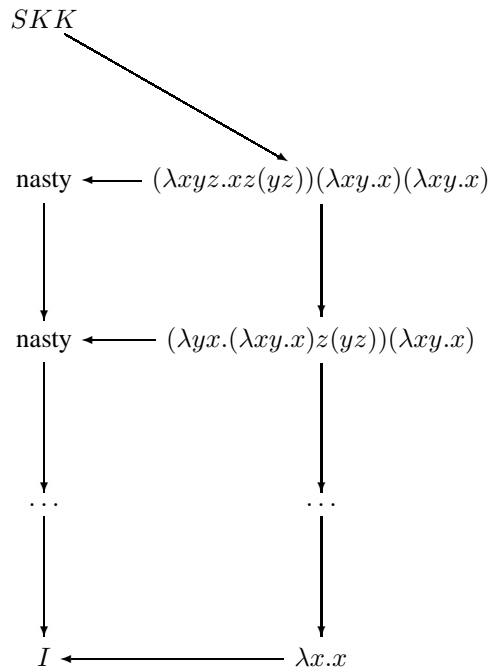 SKK
nasty (λxyz.xz(yz))(λxy.x)(λxy.x)
nasty (λyx.(λxy.x)z(yz))(λxy.x)
... ...
I λx.x